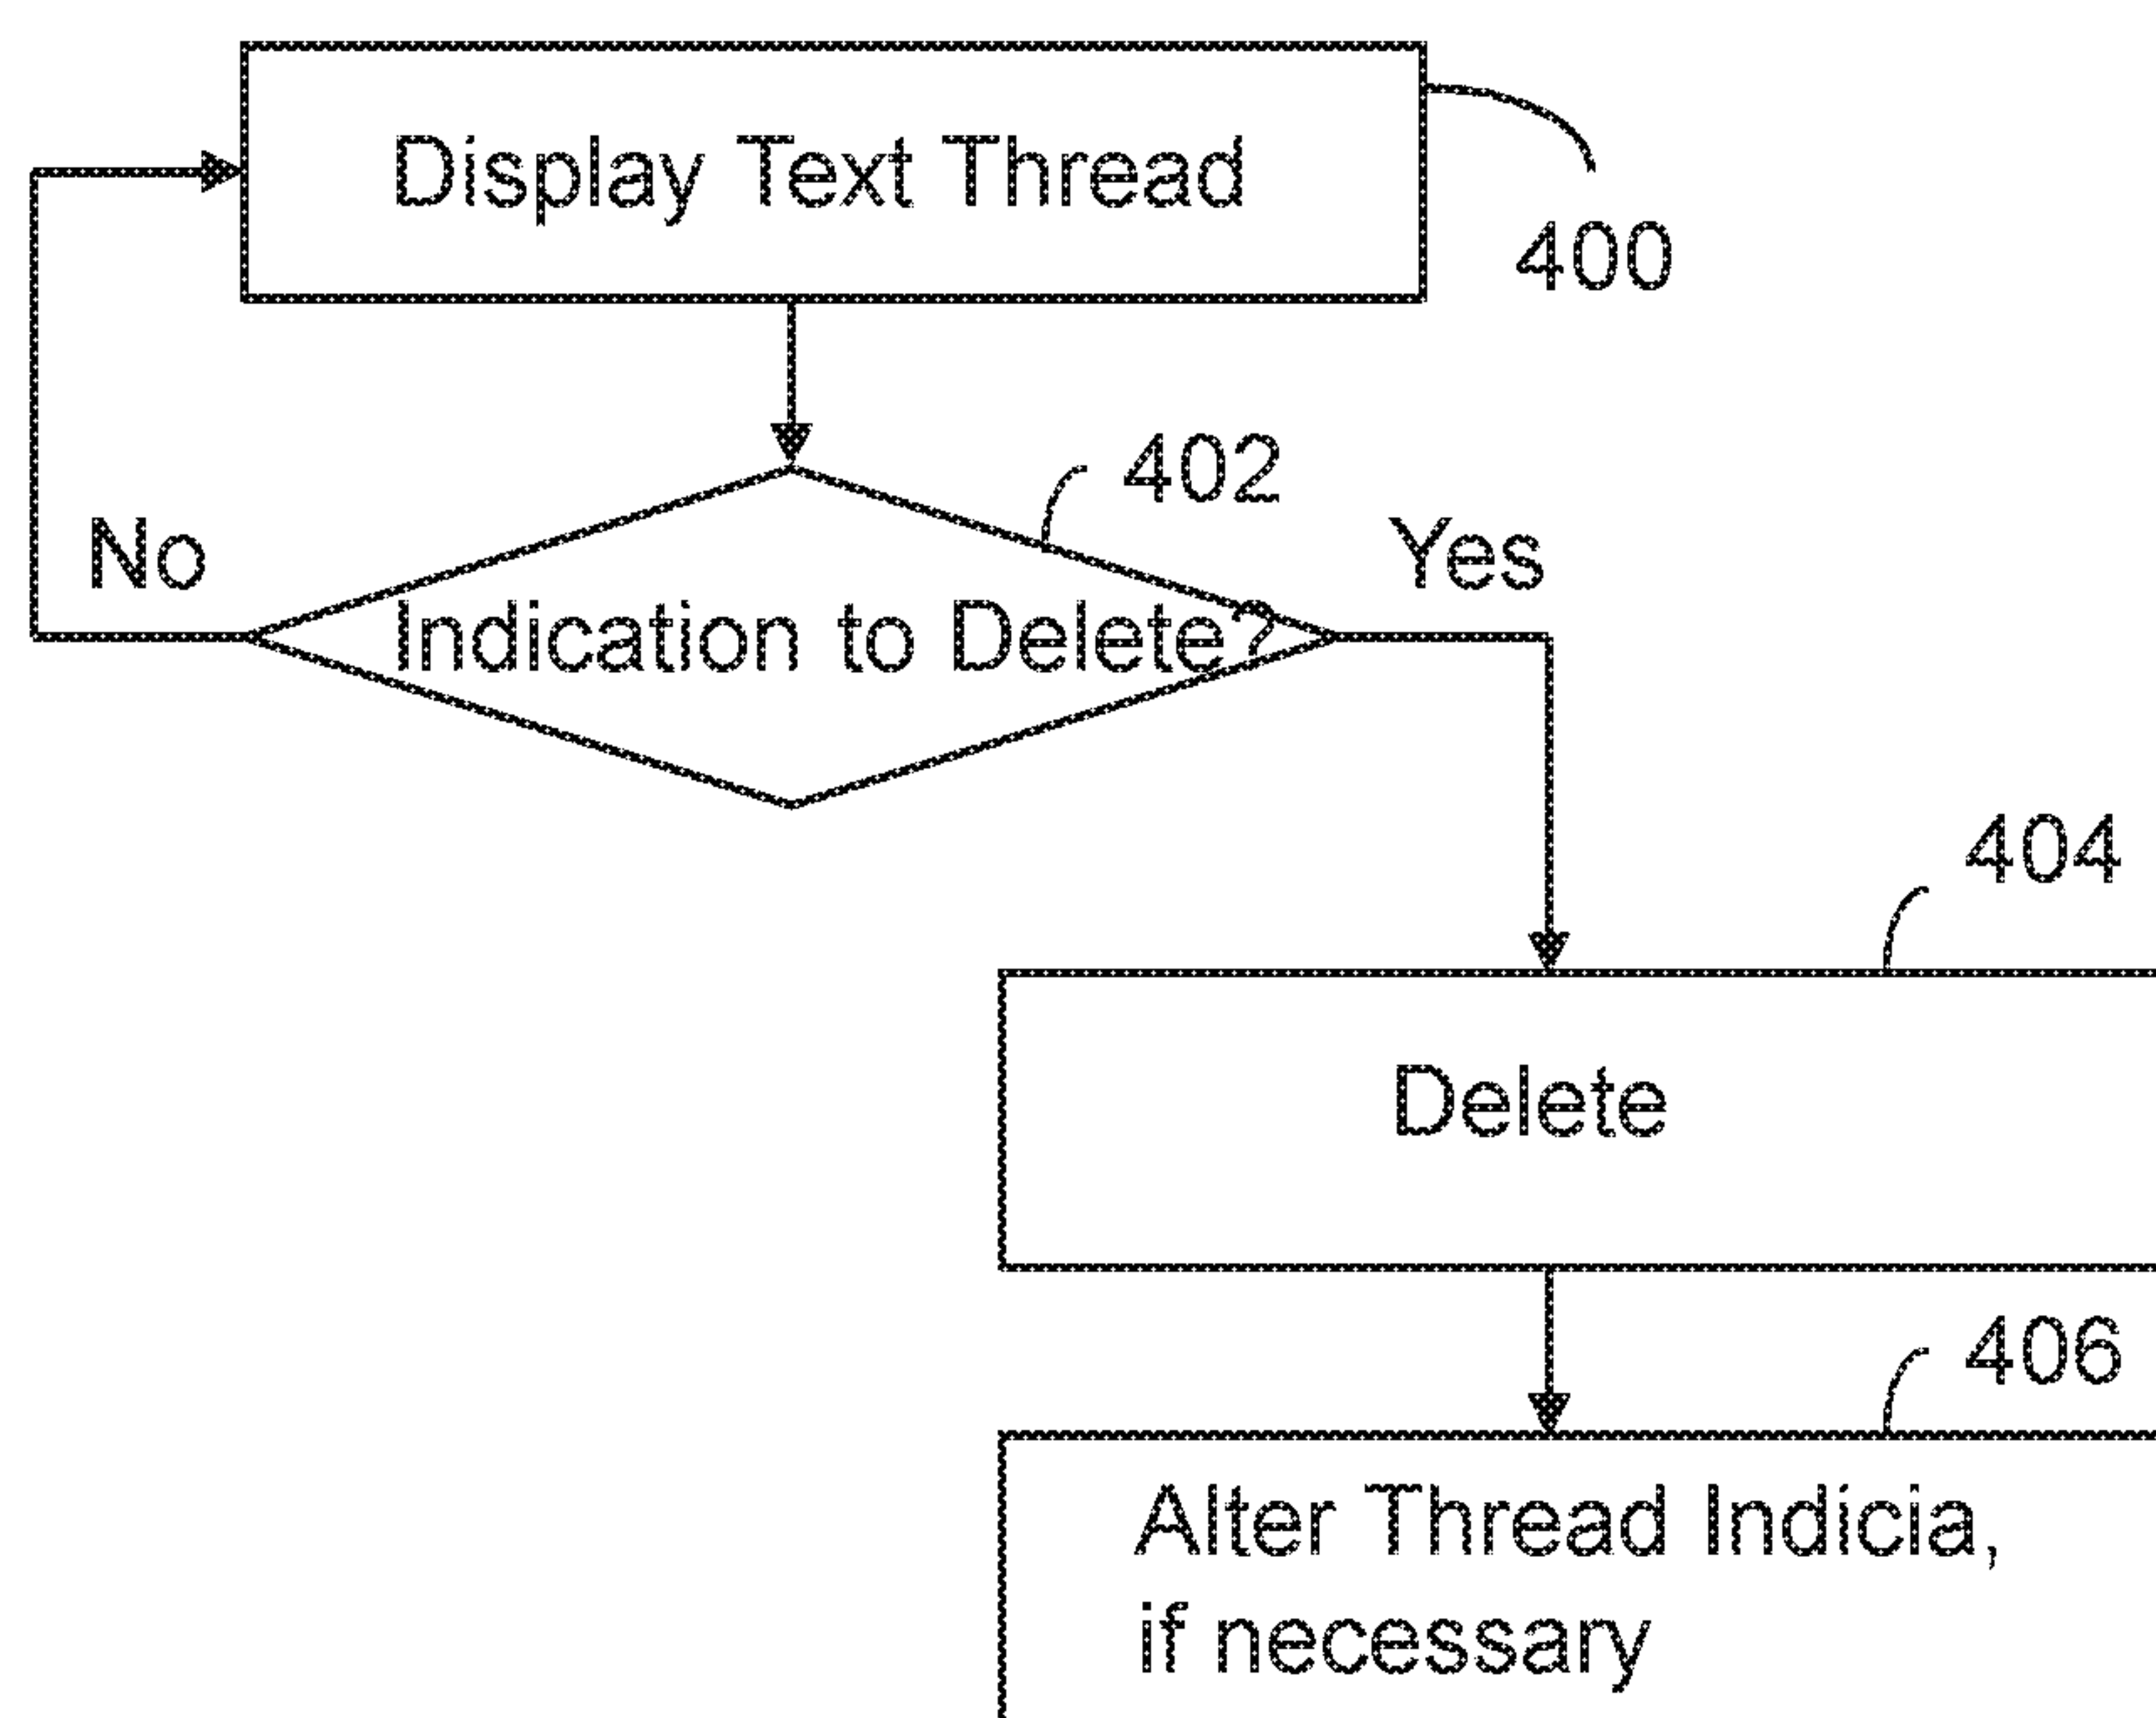 Display Text Thread
400
402
No
Yes
Indication to Delete?
404
Delete
406
Alter Thread Indicia,
if necessary